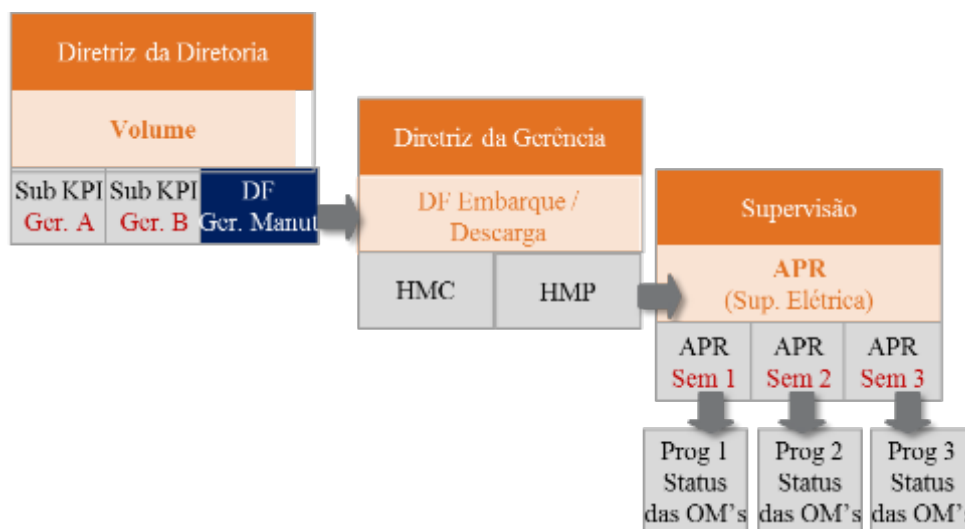 Diretriz da Diretoria
Volume
Sub KPI
Ger. A
Sub KPI
Ger. B
DF
Ger. Manut
Diretriz da Gerência
DF Embarque /
Descarga
HMC
HMP
Supervisão
APR
(Sup. Elétrica)
APR
Sem 1
APR
Sem 2
APR
Sem 3
Prog 1
Status
das OM's
Prog 2
Status
das OM's
Prog 3
Status
das OM'